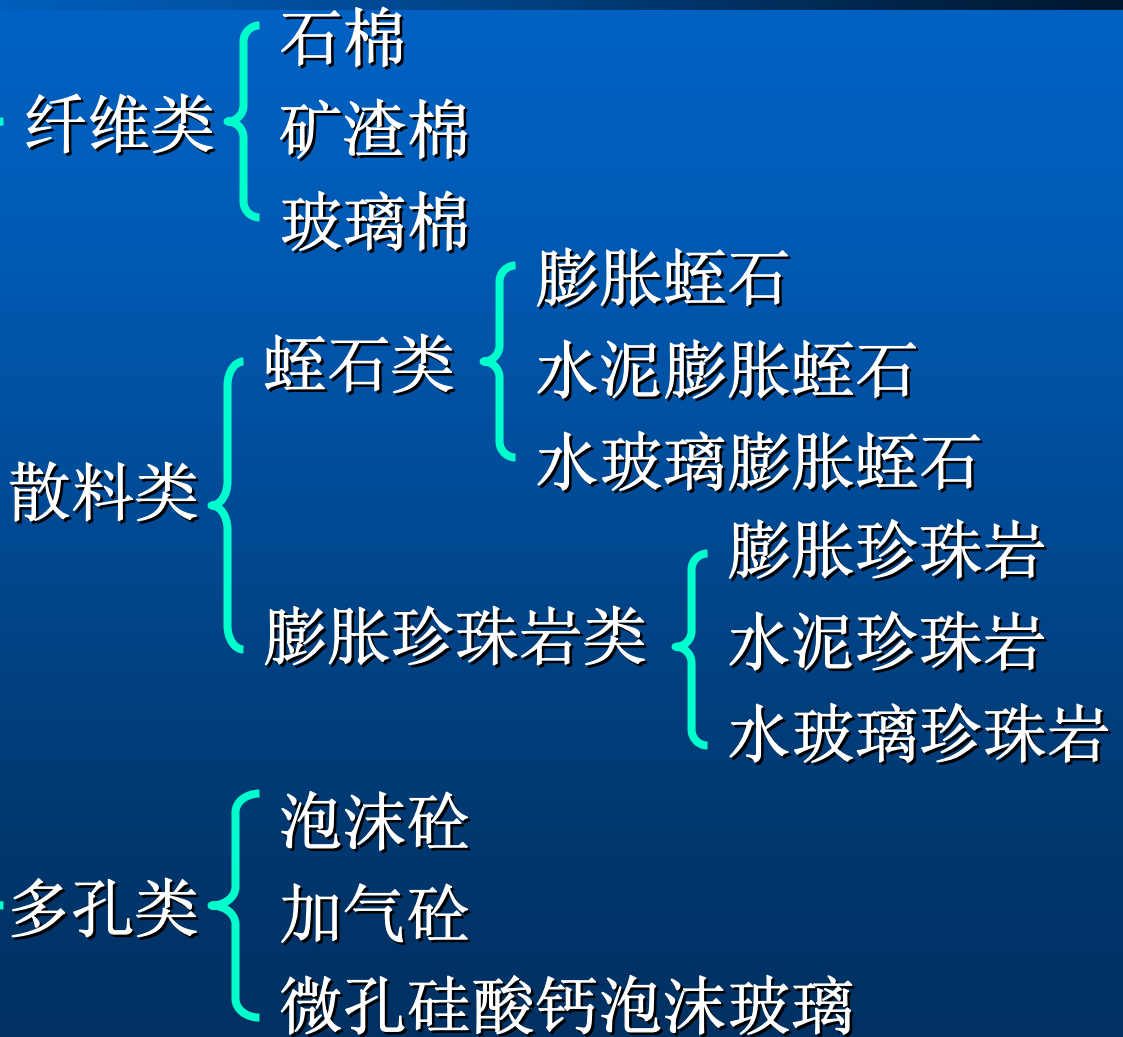 纤维类
石棉
矿渣棉
玻璃棉
散料类
蛭石类
膨胀蛭石
水泥膨胀蛭石
水玻璃膨胀蛭石
膨胀珍珠岩类
膨胀珍珠岩
水泥珍珠岩
水玻璃珍珠岩
多孔类
泡沫砼
加气砼
微孔硅酸钙泡沫玻璃